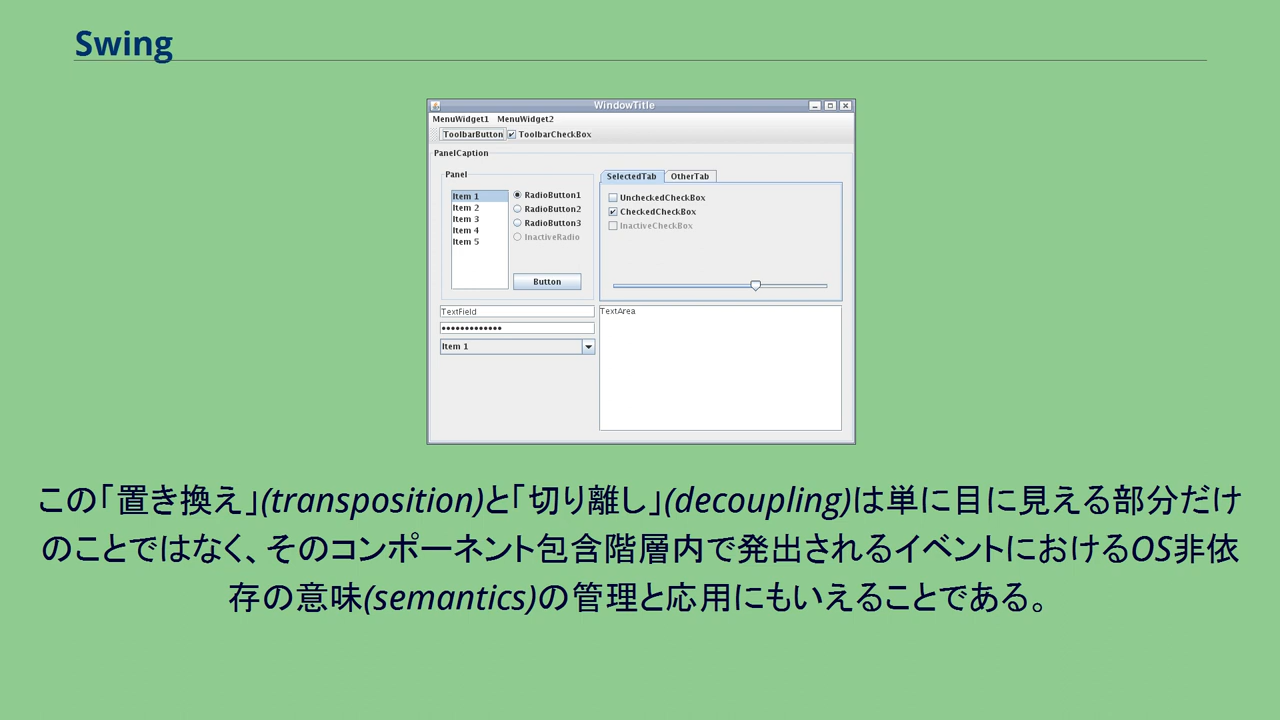 Swing
WindowTitle
MenuWidget1 MenuWidget2
ToolbarButton ToolbarCheckBox
PanelCaption
Panel
Item 1
Item 2
Item 3
Item 4
Item 5
RadioButton1
RadioButton2
RadioButton3
InactiveRadio
Button
SelectedTab OtherTab
UncheckedCheckBox
CheckedCheckBox
InactiveCheckBox
TextField
•••••••••••••
Item 1
TextArea
この「置き換え」(transposition)と「切り離し」(decoupling)は単に目に見える部分だけ
のことではなく、そのコンポーネント包含階層内で発出されるイベントにおけるOS非依
存の意味(semantics)の管理と応用にもいえることである。